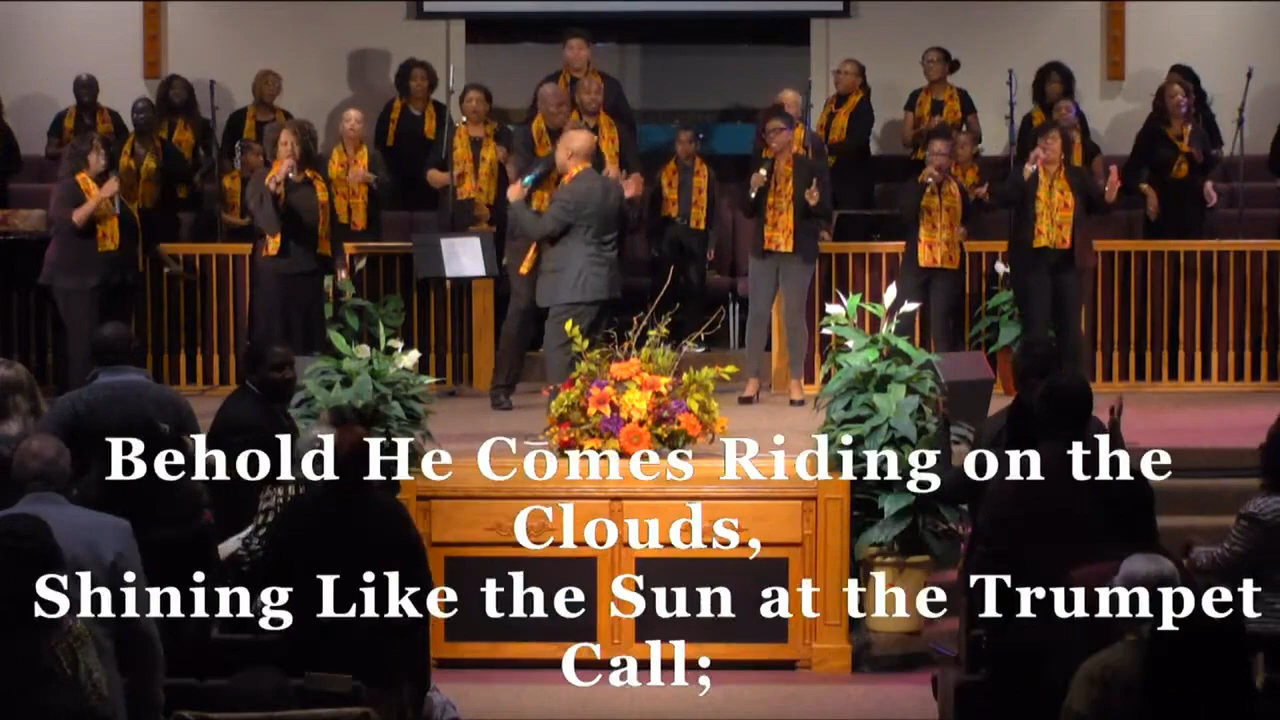 Behold He Comes Riding on the
Clouds,
Shining Like the Sun at the Trumpet
Call;